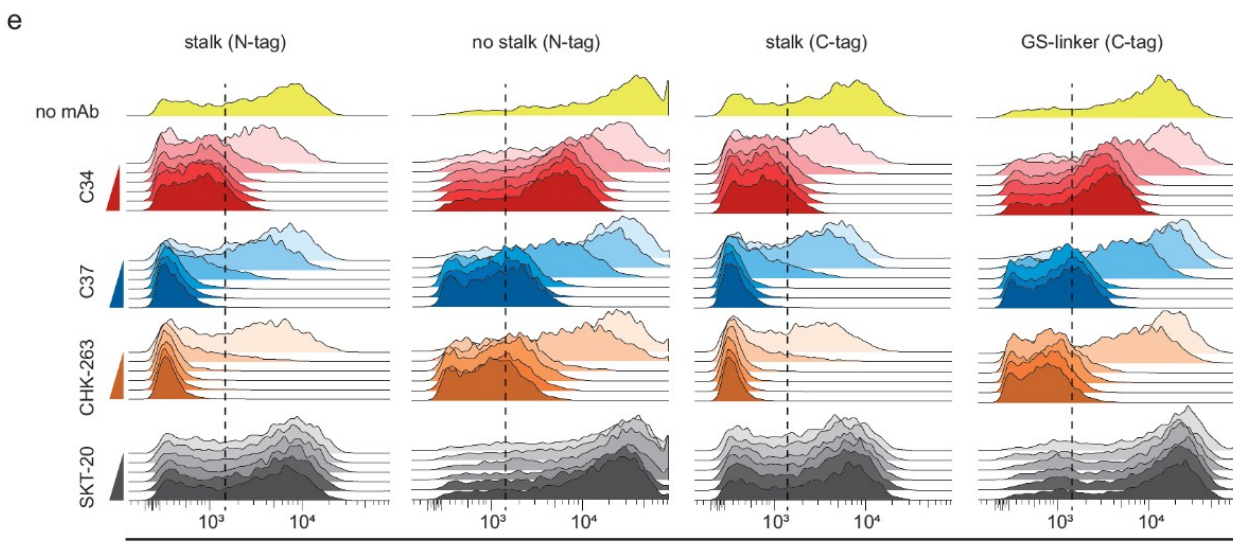 e
stalk (N-tag) no stalk (N-tag) stalk (C-tag) GS-linker (C-tag)
no mAb
C34
C37
CHK-263
SKT-20
10³ 10⁴ 10³ 10⁴ 10³ 10⁴ 10³ 10⁴